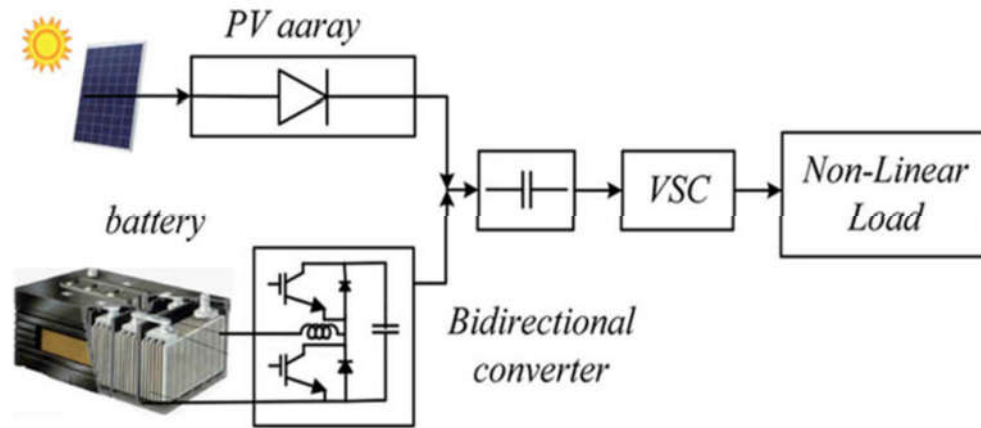 PV aaray
battery
Bidirectional
converter
VSC
Non-Linear
Load